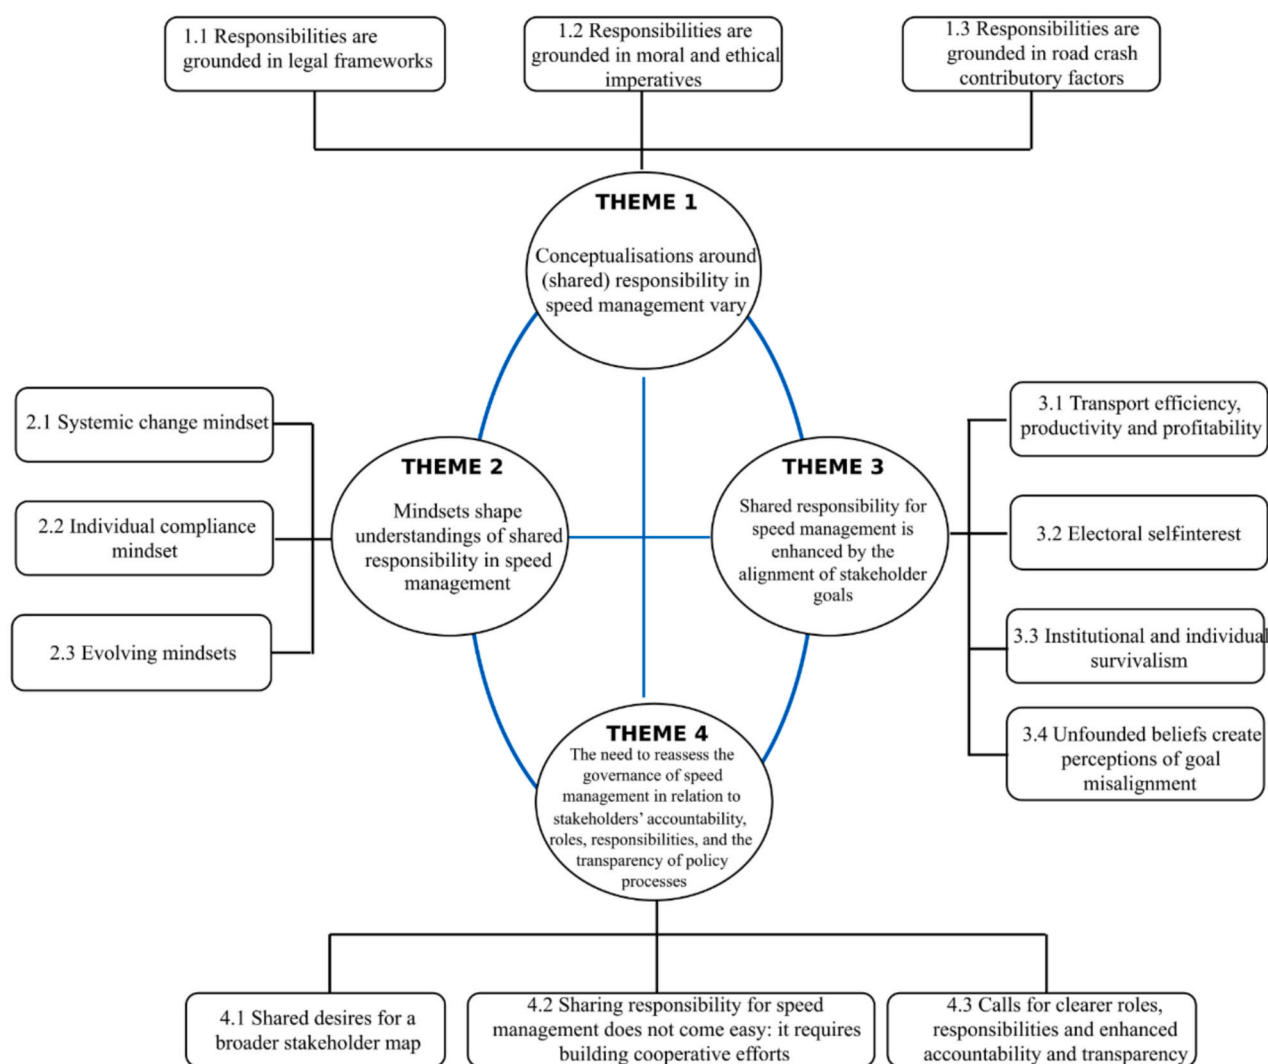 1.1 Responsibilities are
grounded in legal frameworks
1.2 Responsibilities are
grounded in moral and ethical
imperatives
1.3 Responsibilities are
grounded in road crash
contributory factors
THEME 1
Conceptualisations around
(shared) responsibility in
speed management vary
2.1 Systemic change mindset
2.2 Individual compliance
mindset
2.3 Evolving mindsets
THEME 2
Mindsets shape
understandings of shared
responsibility in speed
management
THEME 3
Shared responsibility for
speed management is
enhanced by the
alignment of stakeholder
goals
3.1 Transport efficiency,
productivity and profitability
3.2 Electoral self-interest
3.3 Institutional and individual
survivalism
3.4 Unfounded beliefs create
perceptions of goal
misalignment
THEME 4
The need to reassess the
governance of speed
management in relation to
stakeholders’ accountability,
roles, responsibilities, and the
transparency of policy
processes
4.1 Shared desires for a
broader stakeholder map
4.2 Sharing responsibility for speed
management does not come easy: it requires
building cooperative efforts
4.3 Calls for clearer roles,
responsibilities and enhanced
accountability and transparency